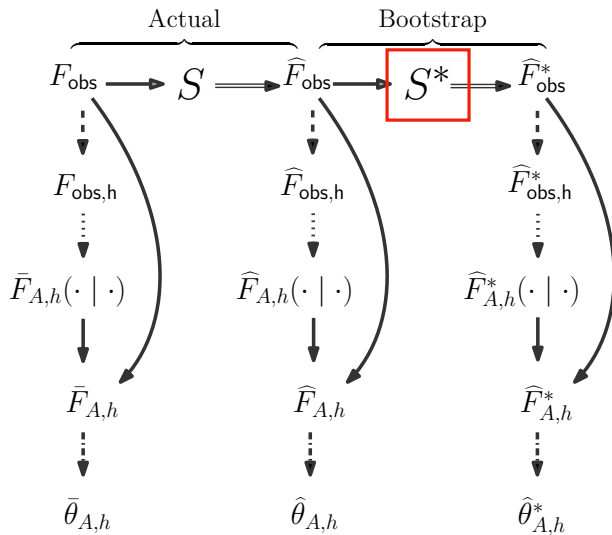 Actual Bootstrap
F_obs S F̂_obs S* F̂*_obs
F_obs,h F̂_obs,h F̂*_obs,h
F̄_A,h(· | ·) F̂_A,h(· | ·) F̂*_A,h(· | ·)
F̄_A,h F̂_A,h F̂*_A,h
θ̄_A,h θ̂_A,h θ̂*_A,h